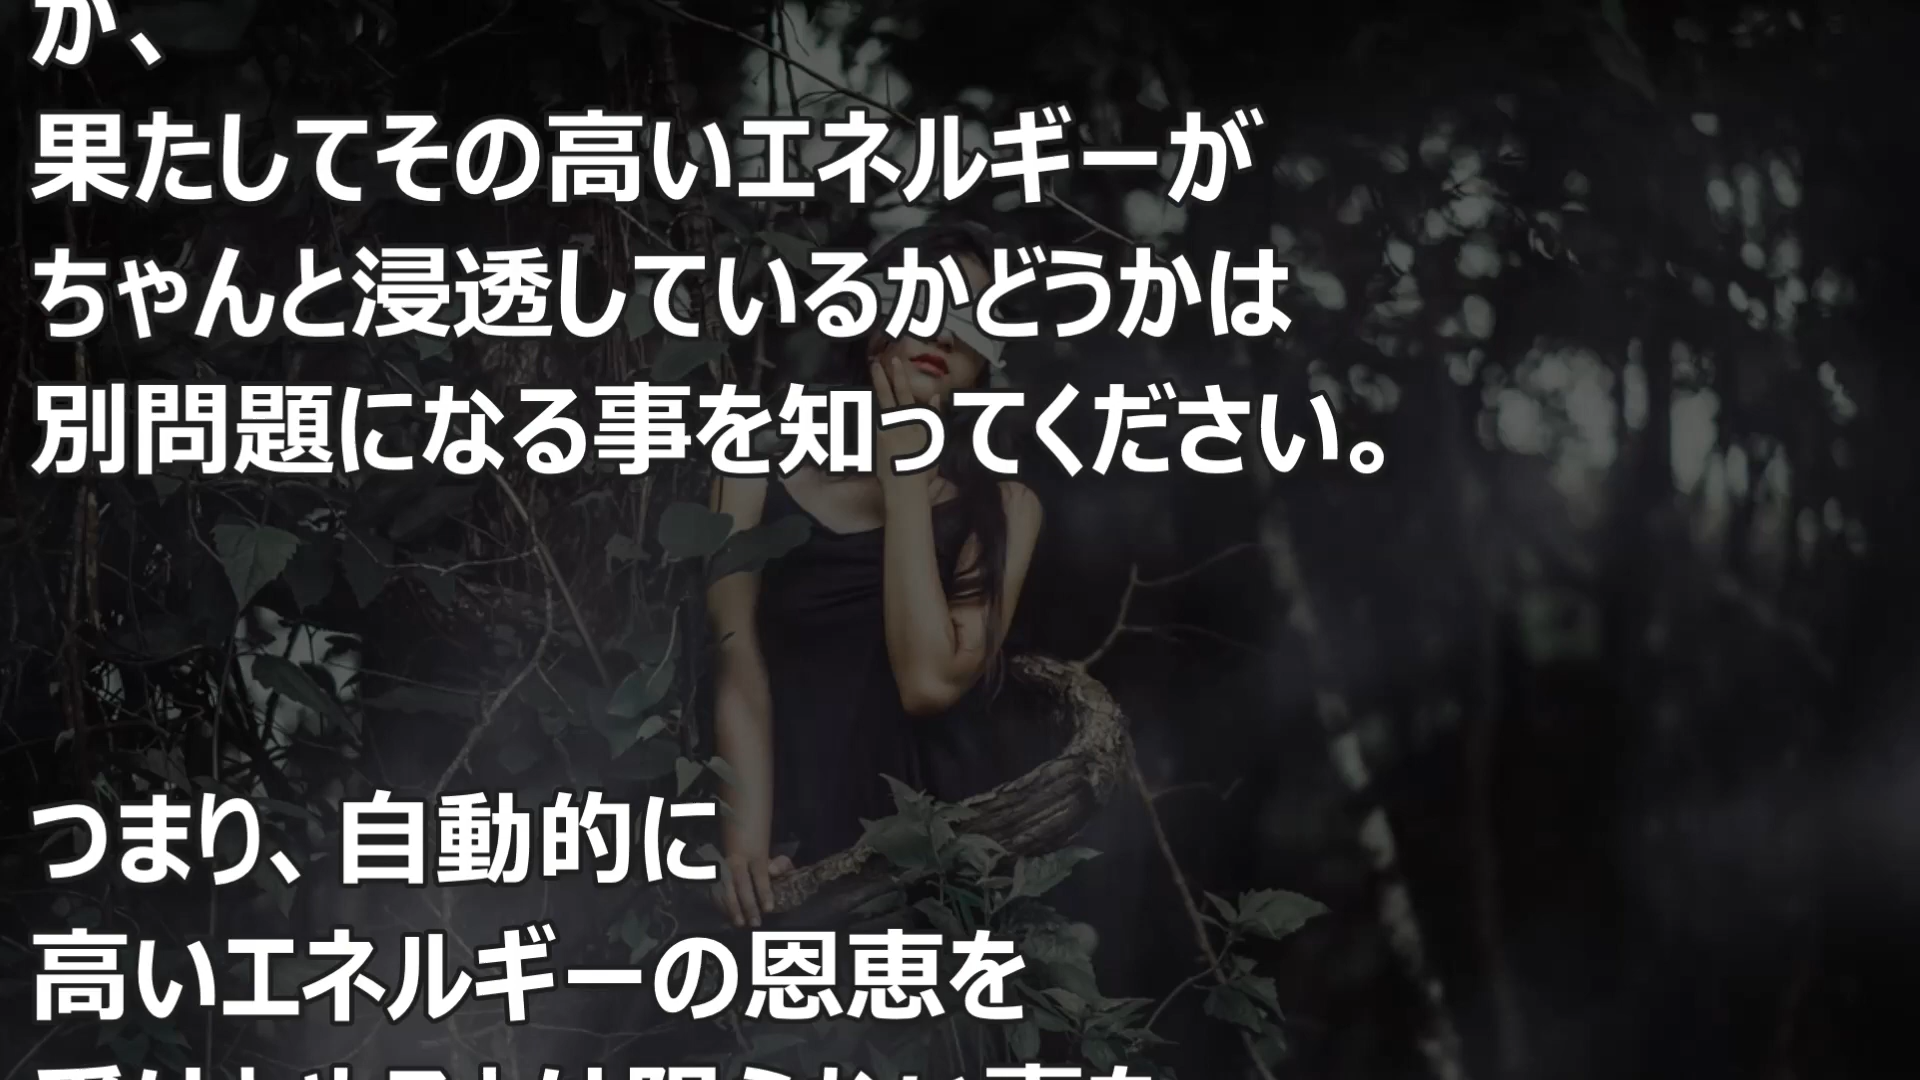 が、
果たしてその高いエネルギーが
ちゃんと浸透しているかどうかは
別問題になる事を知ってください。
つまり、自動的に
高いエネルギーの恩恵を